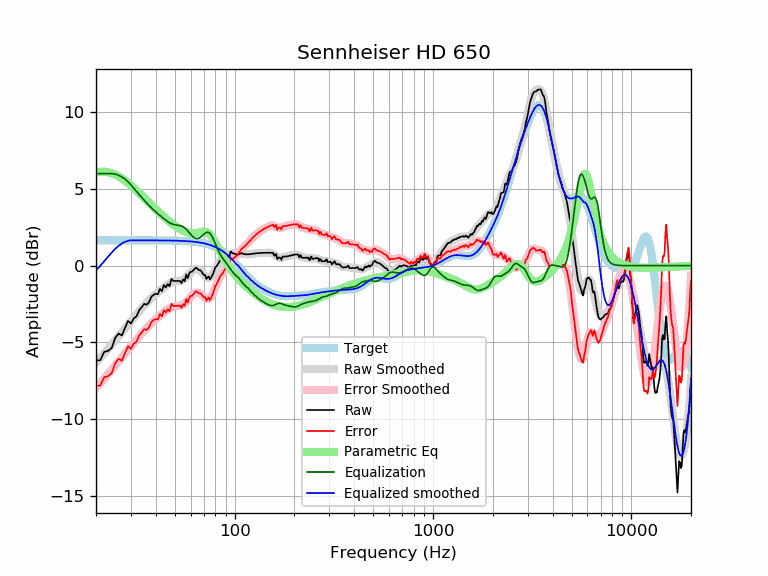 Sennheiser HD 650
Amplitude (dBr)
10
5
0
−5
−10
−15
Target
Raw Smoothed
Error Smoothed
Raw
Error
Parametric Eq
Equalization
Equalized smoothed
100
1000
10000
Frequency (Hz)